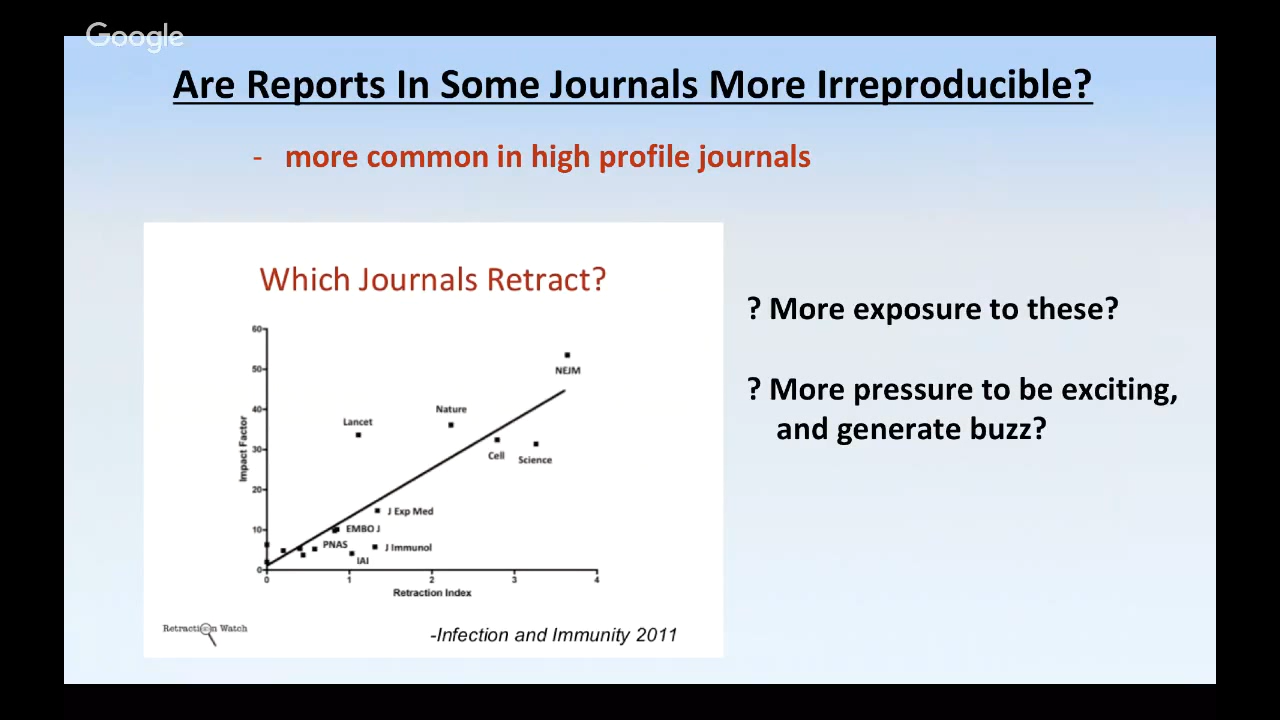 Google
Are Reports In Some Journals More Irreproducible?
- more common in high profile journals
Which Journals Retract?
60
50
40
30
20
10
0
Impact Factor
NEJM
Nature
Lancet
Cell
Science
J Exp Med
EMBO J
PNAS
J Immunol
IAI
0 1 2 3 4
Retraction Index
Retraction Watch
-Infection and Immunity 2011
? More exposure to these?
? More pressure to be exciting,
and generate buzz?